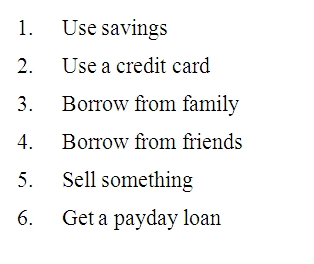 1. Use savings
2. Use a credit card
3. Borrow from family
4. Borrow from friends
5. Sell something
6. Get a payday loan